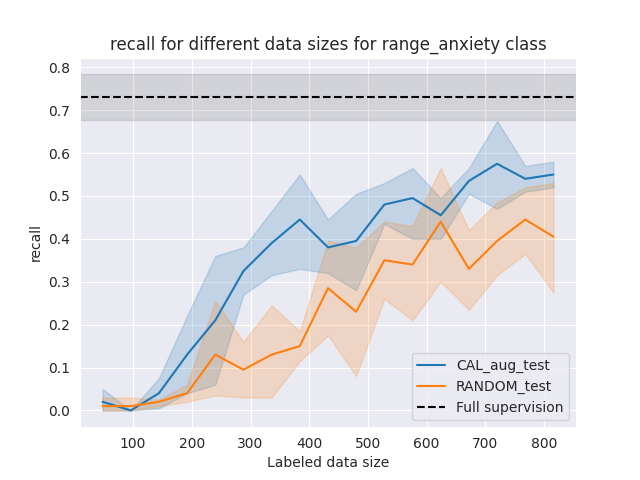 recall for different data sizes for range_anxiety class
0.8
0.7
0.6
0.5
0.4
0.3
0.2
0.1
0.0
recall
CAL_aug_test
RANDOM_test
Full supervision
100 200 300 400 500 600 700 800
Labeled data size